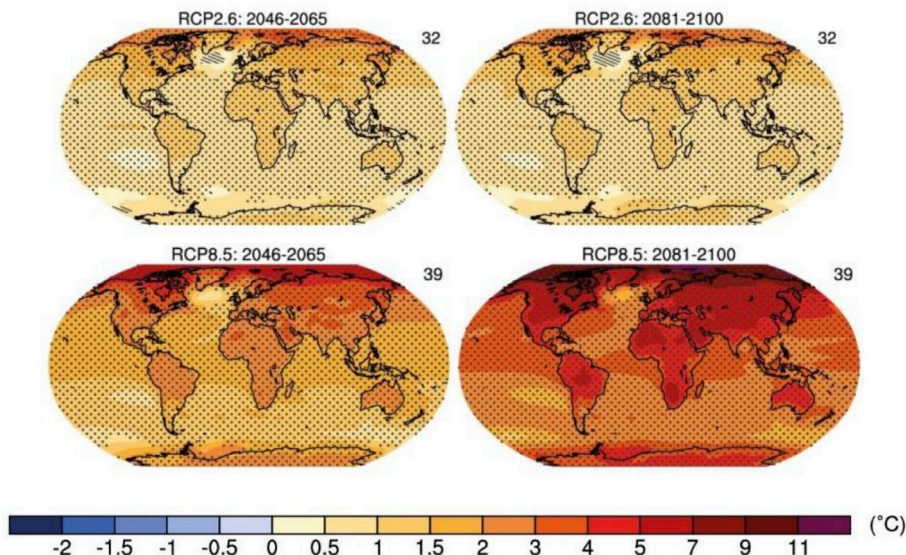 RCP2.6: 2046-2065 RCP2.6: 2081-2100
32 32
RCP8.5: 2046-2065 RCP8.5: 2081-2100
39 39
-2 -1.5 -1 -0.5 0 0.5 1 1.5 2 3 4 5 7 9 11 (°C)